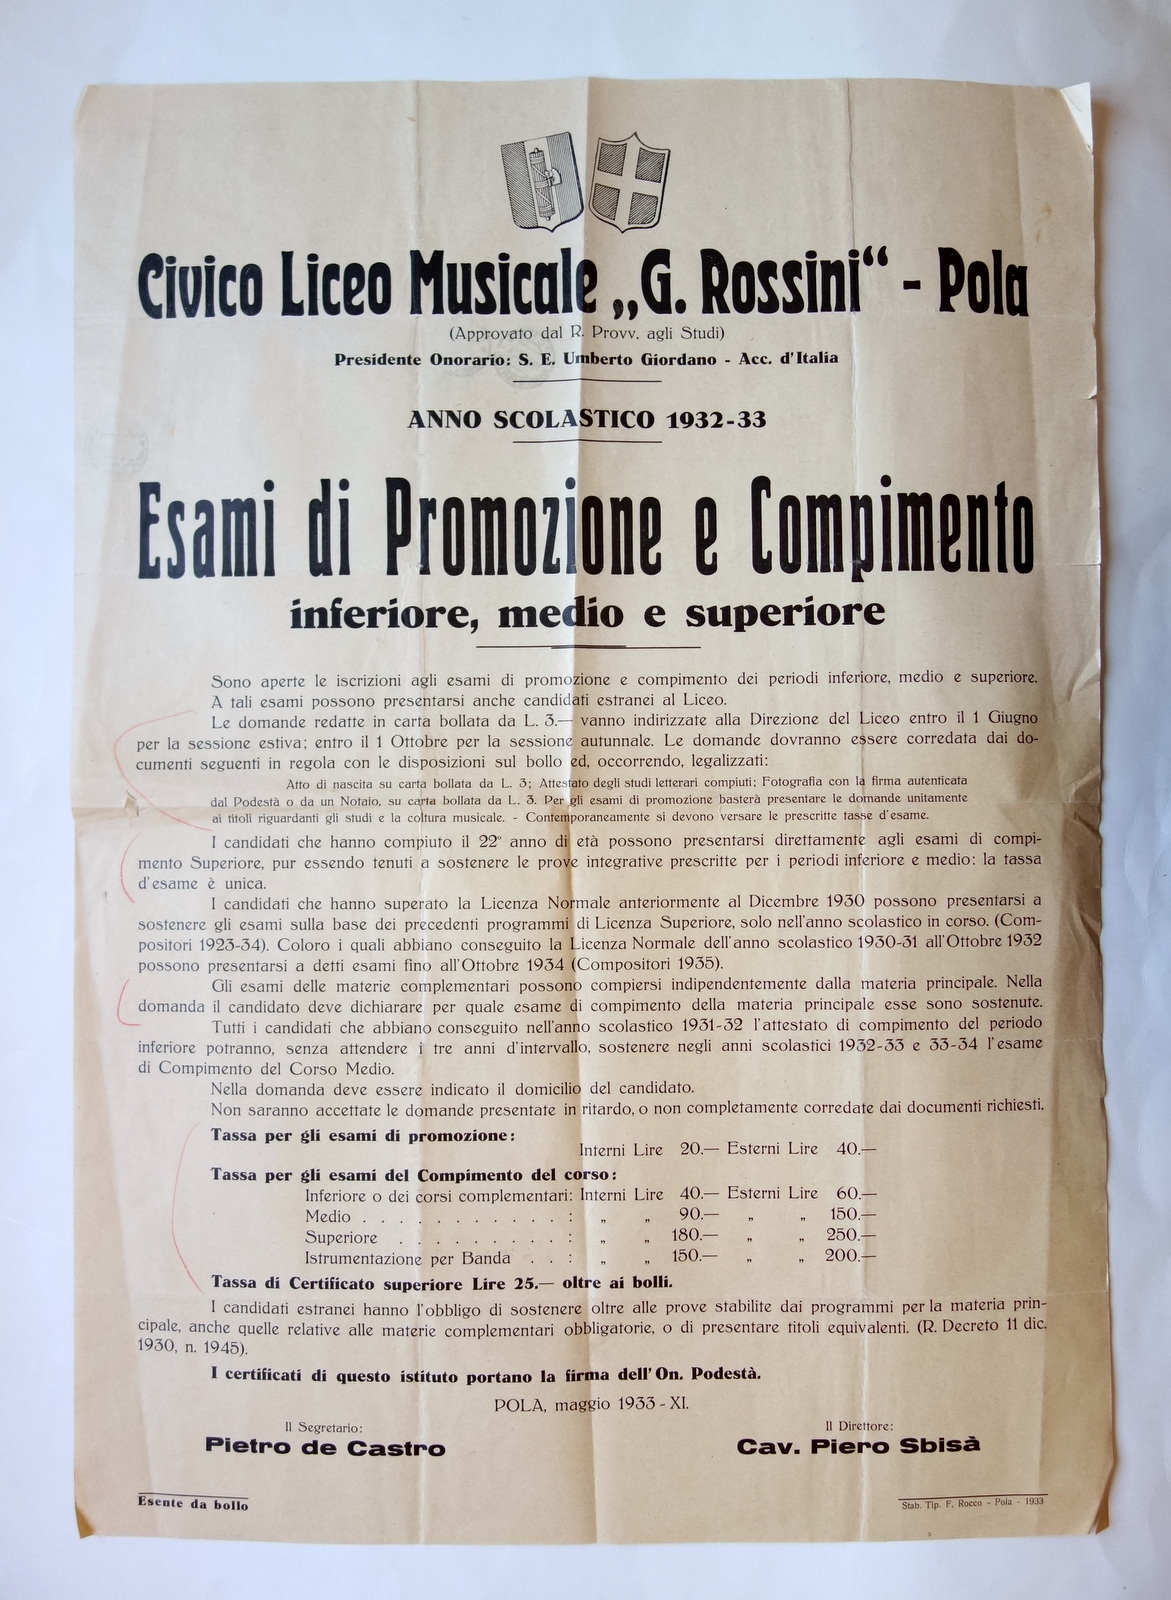 Civico Liceo Musicale „G. Rossini“ - Pola
(Approvato dal R. Provv. agli Studi)
Presidente Onorario: S. E. Umberto Giordano - Acc. d'Italia
ANNO SCOLASTICO 1932-33
Esami di Promozione e Compimento
inferiore, medio e superiore
Sono aperte le iscrizioni agli esami di promozione e compimento dei periodi inferiore, medio e superiore.
A tali esami possono presentarsi anche candidati estranei al Liceo.
Le domande redatte in carta bollata da L. 3.— vanno indirizzate alla Direzione del Liceo entro il 1 Giugno
per la sessione estiva; entro il 1 Ottobre per la sessione autunnale. Le domande dovranno essere corredata dai do-
cumenti seguenti in regola con le disposizioni sul bollo ed, occorrendo, legalizzati:
Atto di nascita su carta bollata da L. 3; Attestato degli studi letterari compiuti; Fotografia con la firma autenticata
dal Podestà o da un Notaio, su carta bollata da L. 3. Per gli esami di promozione basterà presentare le domande unitamente
ai titoli riguardanti gli studi e la coltura musicale. - Contemporaneamente si devono versare le prescritte tasse d'esame.
I candidati che hanno compiuto il 22º anno di età possono presentarsi direttamente agli esami di compi-
mento Superiore, pur essendo tenuti a sostenere le prove integrative prescritte per i periodi inferiore e medio: la tassa
d'esame è unica.
I candidati che hanno superato la Licenza Normale anteriormente al Dicembre 1930 possono presentarsi a
sostenere gli esami sulla base dei precedenti programmi di Licenza Superiore, solo nell'anno scolastico in corso. (Com-
positori 1923-34). Coloro i quali abbiano conseguito la Licenza Normale dell'anno scolastico 1930-31 all'Ottobre 1932
possono presentarsi a detti esami fino all'Ottobre 1934 (Compositori 1935).
Gli esami delle materie complementari possono compiersi indipendentemente dalla materia principale. Nella
domanda il candidato deve dichiarare per quale esame di compimento della materia principale esse sono sostenute.
Tutti i candidati che abbiano conseguito nell'anno scolastico 1931-32 l'attestato di compimento del periodo
inferiore potranno, senza attendere i tre anni d'intervallo, sostenere negli anni scolastici 1932-33 e 33-34 l'esame
di Compimento del Corso Medio.
Nella domanda deve essere indicato il domicilio del candidato.
Non saranno accettate le domande presentate in ritardo, o non completamente corredate dai documenti richiesti.
Tassa per gli esami di promozione:
Interni Lire 20.— Esterni Lire 40.—
Tassa per gli esami del Compimento del corso:
Inferiore o dei corsi complementari: Interni Lire 40.— Esterni Lire 60.—
Medio . . . . . . . . . . . : „ „ 90.— „ „ 150.—
Superiore . . . . . . . . . : „ „ 180.— „ „ 250.—
Istrumentazione per Banda . . : „ „ 150.— „ „ 200.—
Tassa di Certificato superiore Lire 25.— oltre ai bolli.
I candidati estranei hanno l'obbligo di sostenere oltre alle prove stabilite dai programmi per la materia prin-
cipale, anche quelle relative alle materie complementari obbligatorie, o di presentare titoli equivalenti. (R. Decreto 11 dic.
1930, n. 1945).
I certificati di questo istituto portano la firma dell'On. Podestà.
POLA, maggio 1933 - XI.
Il Segretario:
Pietro de Castro
Il Direttore:
Cav. Piero Sbisà
Esente da bollo
Stab. Tip. F. Rocco - Pola - 1933